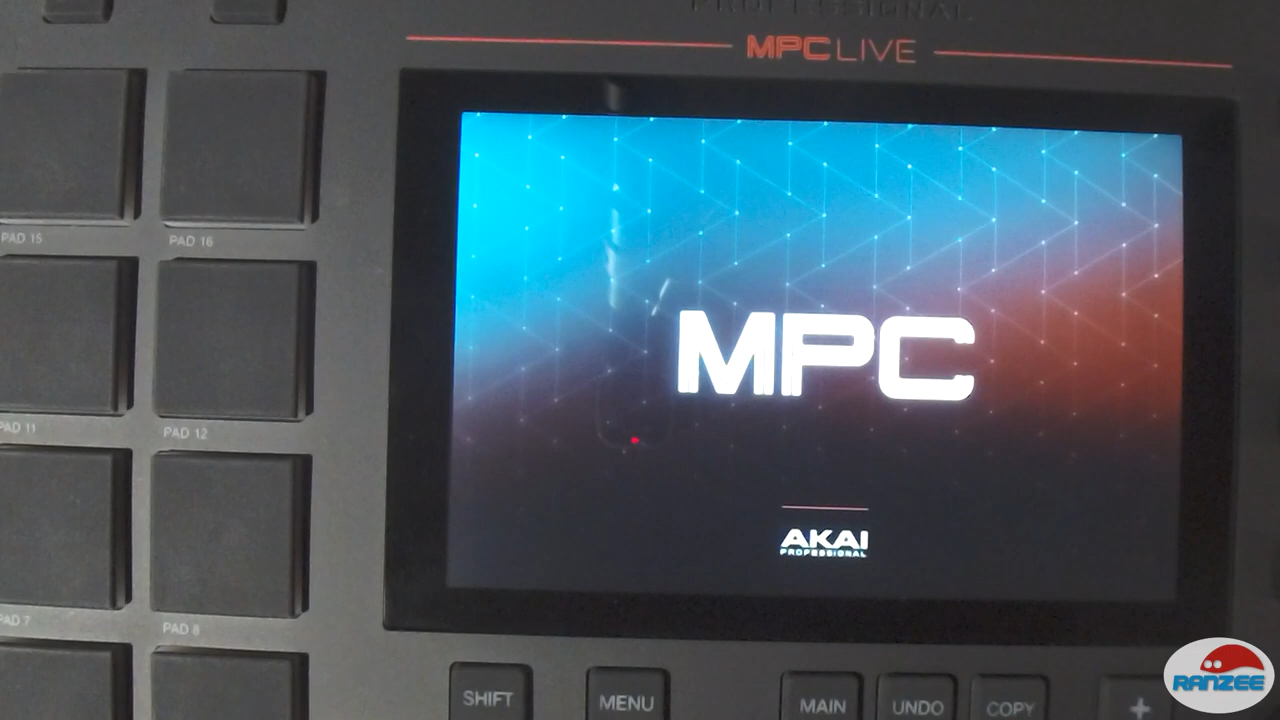 PROFESSIONAL
MPC LIVE
PAD 15
PAD 16
MPC
PAD 11
PAD 12
AKAI
PROFESSIONAL
PAD 7
PAD 8
SHIFT
MENU
MAIN
UNDO
COPY
+
RANZEE